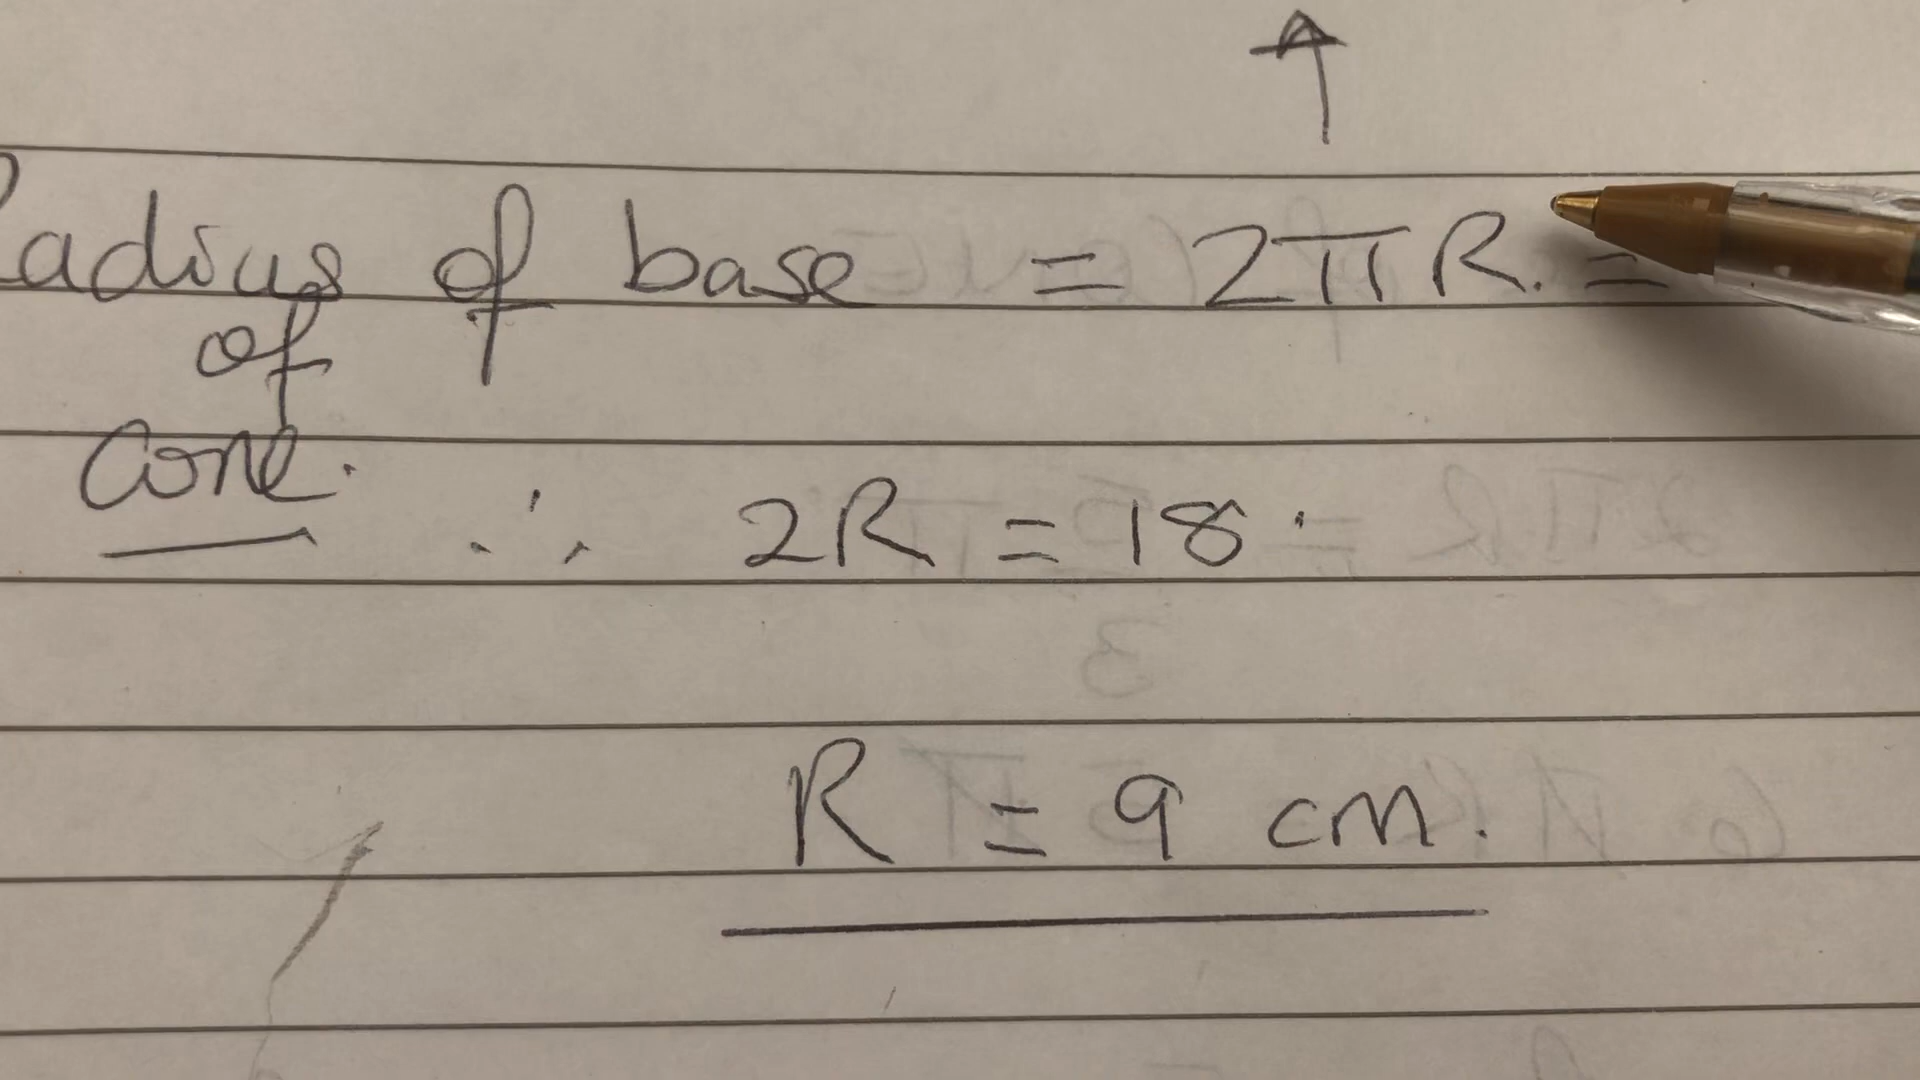 Radius of base = 2πR. =
of
cone.
∴ 2R = 18.
R = 9 cm.